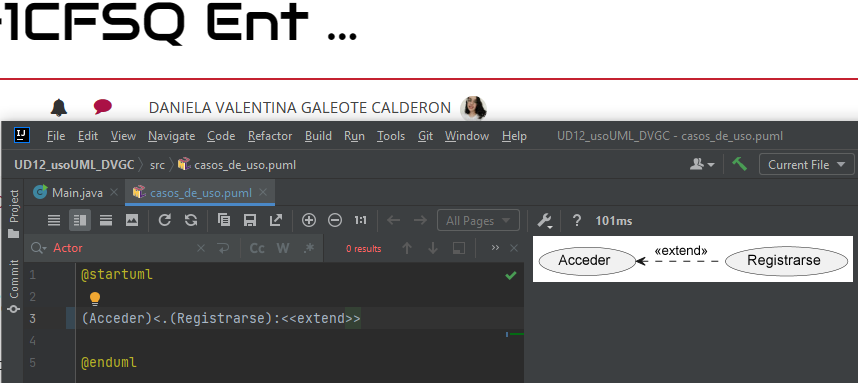 -1CFSQ Ent ...
DANIELA VALENTINA GALEOTE CALDERON
File Edit View Navigate Code Refactor Build Run Tools Git Window Help UD12_usoUML_DVGC - casos_de_uso.puml
UD12_usoUML_DVGC src casos_de_uso.puml Current File
Main.java casos_de_uso.puml
Project
Commit
1:1 All Pages ? 101ms
Actor Cc W .* 0 results
1 @startuml
2
3 (Acceder)<.(Registrarse):<<extend>>
4
5 @enduml
Acceder «extend» Registrarse